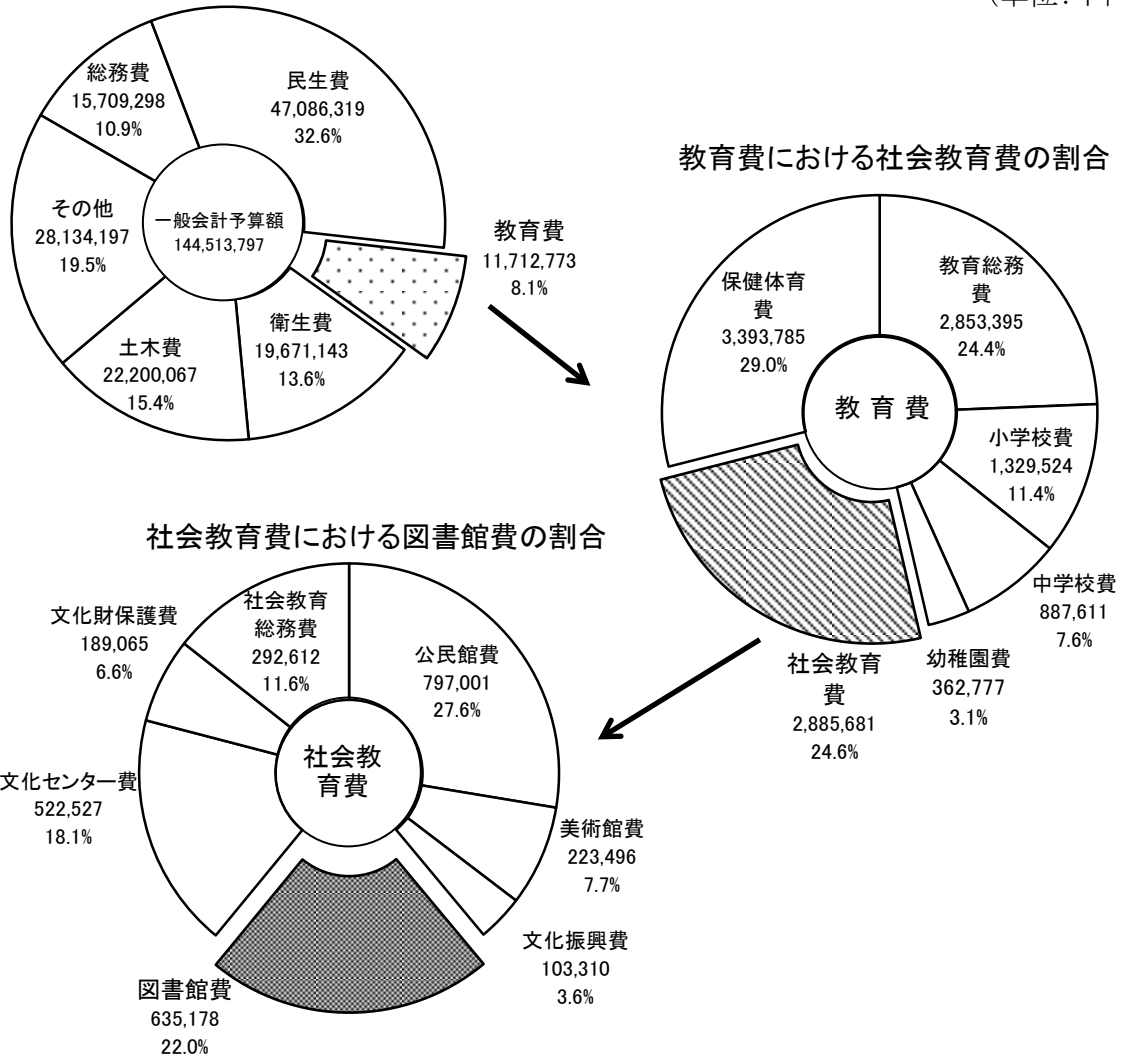 (単位:千
総務費
15,709,298
10.9%
民生費
47,086,319
32.6%
その他
28,134,197
19.5%
一般会計予算額
144,513,797
教育費
11,712,773
8.1%
衛生費
19,671,143
13.6%
土木費
22,200,067
15.4%
教育費における社会教育費の割合
保健体育
費
3,393,785
29.0%
教育総務
費
2,853,395
24.4%
教育費
小学校費
1,329,524
11.4%
中学校費
887,611
7.6%
幼稚園費
362,777
3.1%
社会教育
費
2,885,681
24.6%
社会教育費における図書館費の割合
文化財保護費
189,065
6.6%
社会教育
総務費
292,612
11.6%
公民館費
797,001
27.6%
社会教
育費
文化センター費
522,527
18.1%
美術館費
223,496
7.7%
文化振興費
103,310
3.6%
図書館費
635,178
22.0%